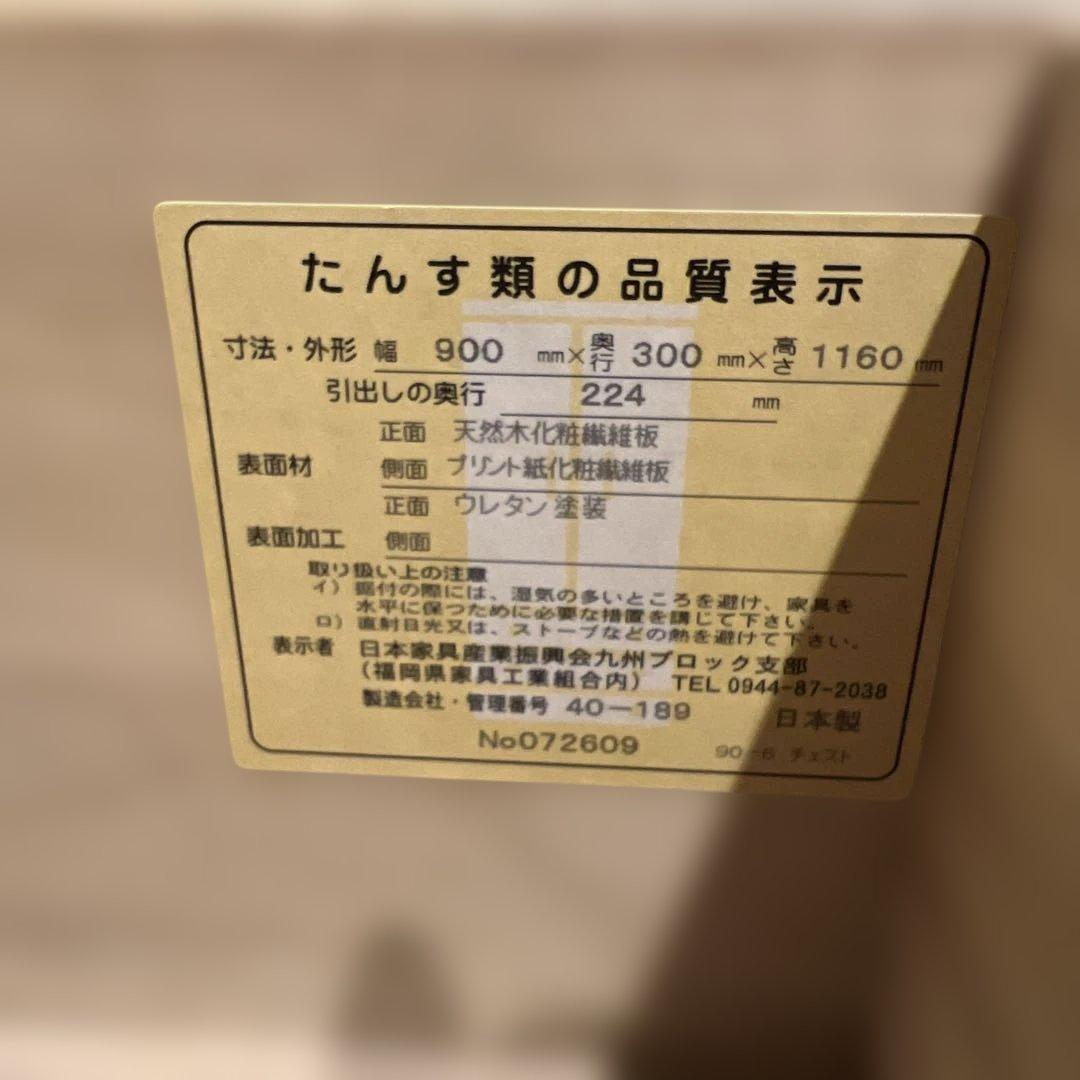 たんす類の品質表示
寸法・外形 幅 900 mm×奥行 300 mm×高さ 1160 mm
引出しの奥行 224 mm
正面 天然木化粧繊維板
表面材 側面 プリント紙化粧繊維板
正面 ウレタン塗装
表面加工 側面
取り扱い上の注意
イ) 据付の際には、湿気の多いところを避け、家具を
水平に保つために必要な措置を講じて下さい。
ロ) 直射日光又は、ストーブなどの熱を避けて下さい。
表示者 日本家具産業振興会九州ブロック支部
(福岡県家具工業組合内) TEL 0944-87-2038
製造会社・管理番号 40-189 日本製
No072609 90-6 チェスト